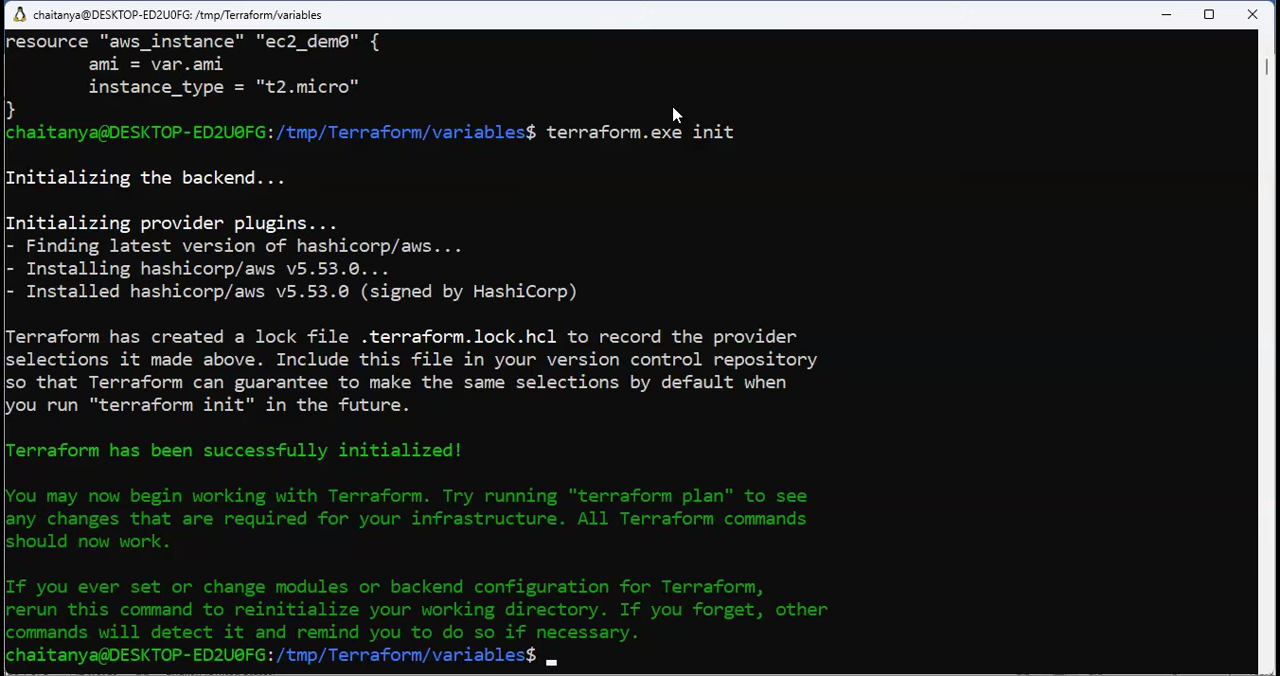 chaitanya@DESKTOP-ED2U0FG: /tmp/Terraform/variables
resource "aws_instance" "ec2_dem0" {
        ami = var.ami
        instance_type = "t2.micro"
}
chaitanya@DESKTOP-ED2U0FG:/tmp/Terraform/variables$ terraform.exe init
Initializing the backend...
Initializing provider plugins...
- Finding latest version of hashicorp/aws...
- Installing hashicorp/aws v5.53.0...
- Installed hashicorp/aws v5.53.0 (signed by HashiCorp)
Terraform has created a lock file .terraform.lock.hcl to record the provider
selections it made above. Include this file in your version control repository
so that Terraform can guarantee to make the same selections by default when
you run "terraform init" in the future.
Terraform has been successfully initialized!
You may now begin working with Terraform. Try running "terraform plan" to see
any changes that are required for your infrastructure. All Terraform commands
should now work.
If you ever set or change modules or backend configuration for Terraform,
rerun this command to reinitialize your working directory. If you forget, other
commands will detect it and remind you to do so if necessary.
chaitanya@DESKTOP-ED2U0FG:/tmp/Terraform/variables$